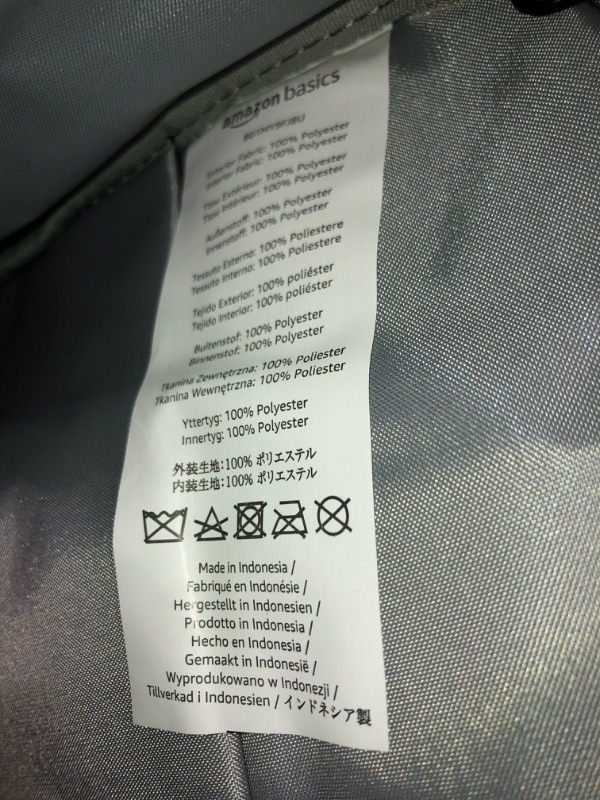 amazon basics
Exterior Fabric: 100% Polyester
Interior Fabric: 100% Polyester
Tissu Extérieur: 100% Polyester
Tissu Intérieur: 100% Polyester
Außenstoff: 100% Polyester
Innenstoff: 100% Polyester
Tessuto Esterno: 100% Poliestere
Tessuto Interno: 100% Poliestere
Tejido Exterior: 100% poliéster
Tejido Interior: 100% poliéster
Buitenstof: 100% Polyester
Binnenstof: 100% Polyester
Tkanina Zewnętrzna: 100% Poliester
Tkanina Wewnętrzna: 100% Poliester
Yttertyg: 100% Polyester
Innertyg: 100% Polyester
外装生地:100% ポリエステル
内装生地:100% ポリエステル
Made in Indonesia /
Fabriqué en Indonésie /
Hergestellt in Indonesien /
Prodotto in Indonesia /
Hecho en Indonesia /
Gemaakt in Indonesië /
Wyprodukowano w Indonezji /
Tillverkad i Indonesien / インドネシア製